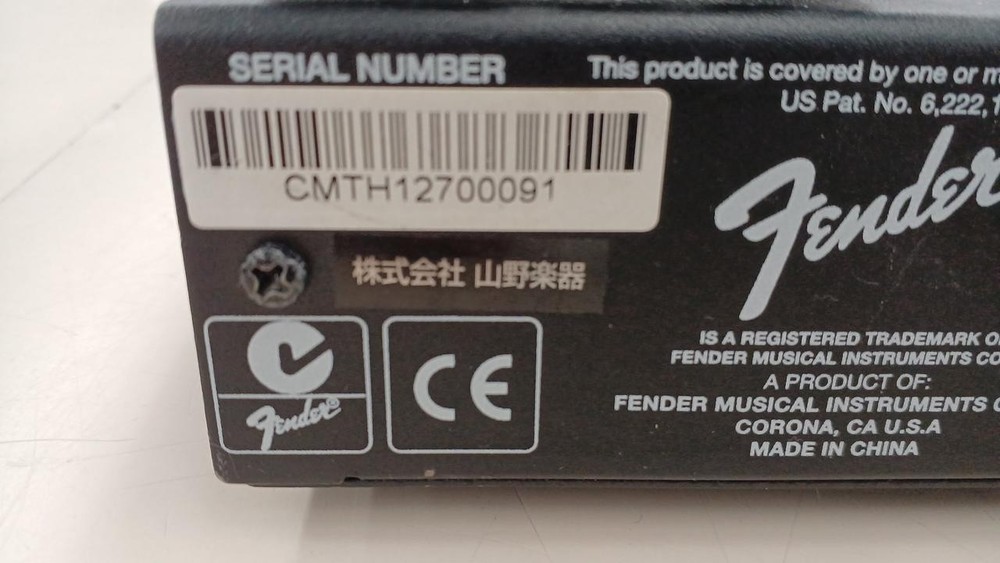 SERIAL NUMBER
CMTH12700091
株式会社 山野楽器
Fender®
CE
This product is covered by one or
US Pat. No. 6,222,
Fender
IS A REGISTERED TRADEMARK
FENDER MUSICAL INSTRUMENTS
A PRODUCT OF:
FENDER MUSICAL INSTRUMENTS
CORONA, CA U.S.A
MADE IN CHINA